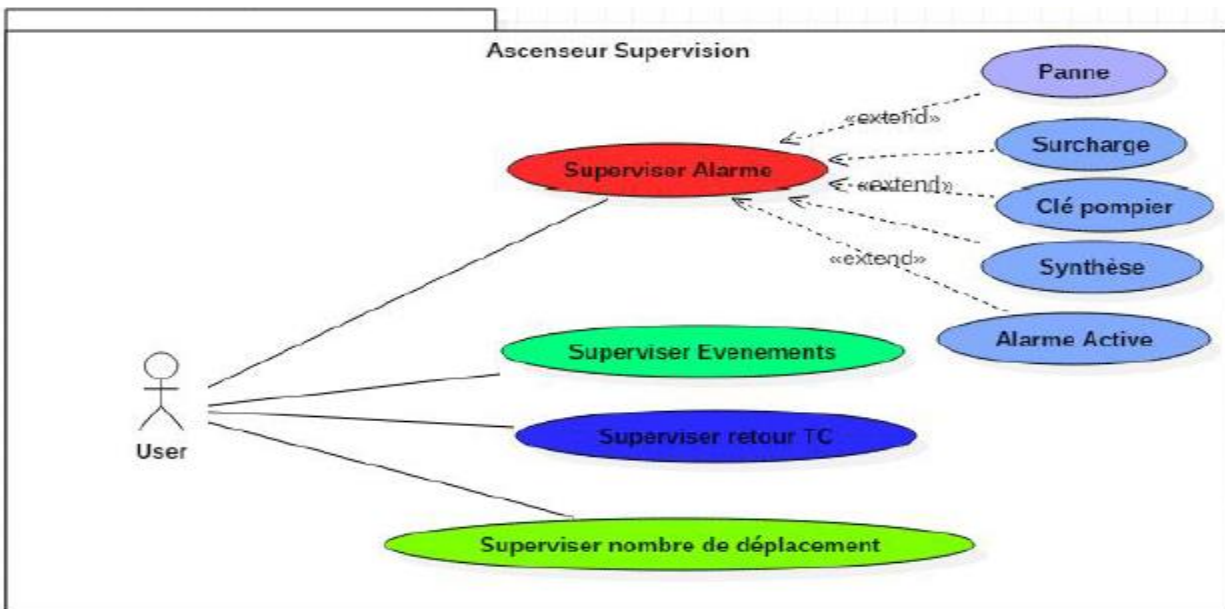 Ascenseur Supervision
Panne
«extend»
Surcharge
Superviser Alarme
«extend»
Clé pompier
«extend»
Synthèse
Alarme Active
Superviser Evenements
Superviser retour TC
User
Superviser nombre de déplacement